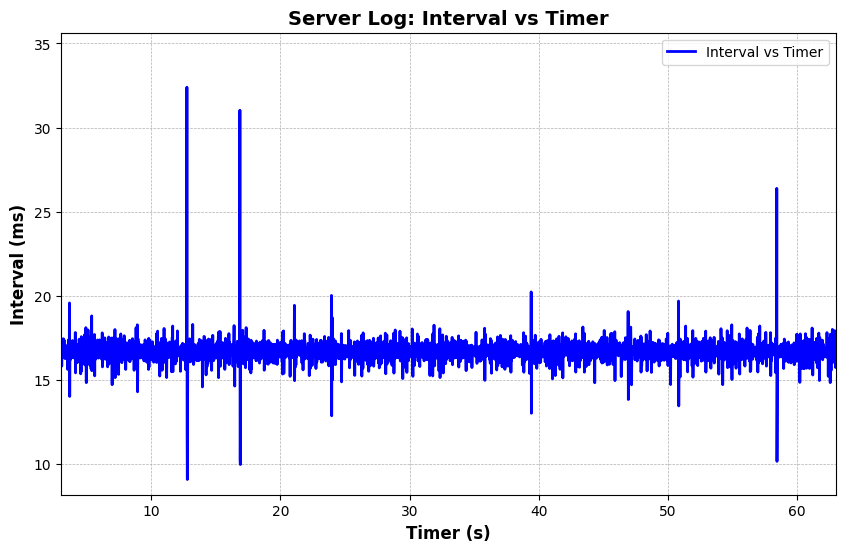 Server Log: Interval vs Timer
Interval vs Timer
35
30
25
20
15
10
Interval (ms)
10 20 30 40 50 60
Timer (s)